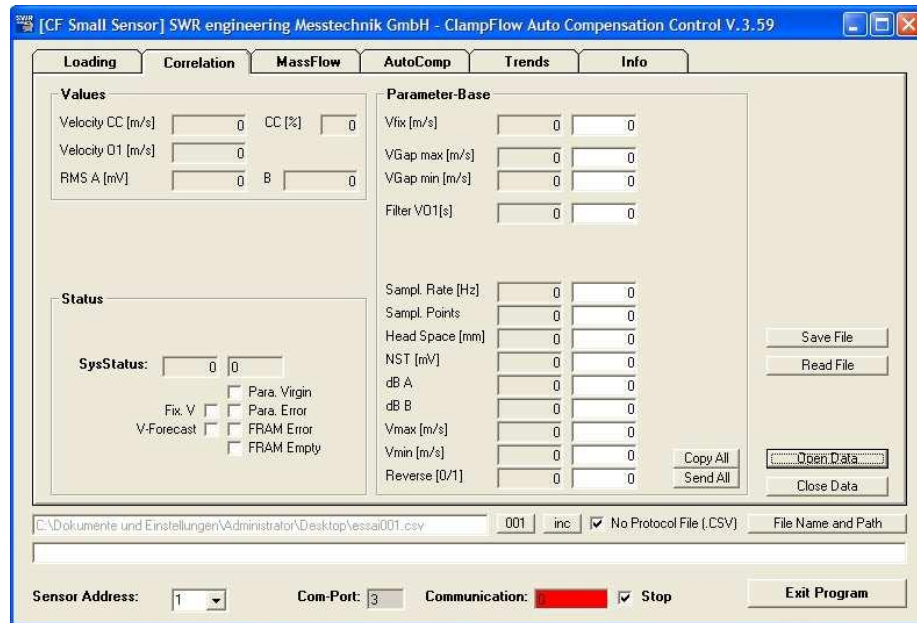 [CF Small Sensor] SWR engineering Messtechnik GmbH - ClampFlow Auto Compensation Control V.3.59
Loading Correlation MassFlow AutoComp Trends Info
Values
Velocity CC [m/s] 0 CC [%] 0
Velocity 01 [m/s] 0
RMS A [mV] 0 B 0
Status
SysStatus: 0 0
Para. Virgin
Fix. V Para. Error
V-Forecast FRAM Error
FRAM Empty
Parameter-Base
Vfix [m/s] 0 0
VGap max [m/s] 0 0
VGap min [m/s] 0 0
Filter VO1[s] 0 0
Sampl. Rate [Hz] 0 0
Sampl. Points 0 0
Head Space [mm] 0 0
NST [mV] 0 0
dB A 0 0
dB B 0 0
Vmax [m/s] 0 0
Vmin [m/s] 0 0
Reverse [0/1] 0 0
Copy All
Send All
Save File
Read File
Open Data
Close Data
C:\Dokumente und Einstellungen\Administrator\Desktop\essai001.csv 001 inc No Protocol File (.CSV) File Name and Path
Sensor Address: 1 Com-Port: 3 Communication: 0 Stop Exit Program